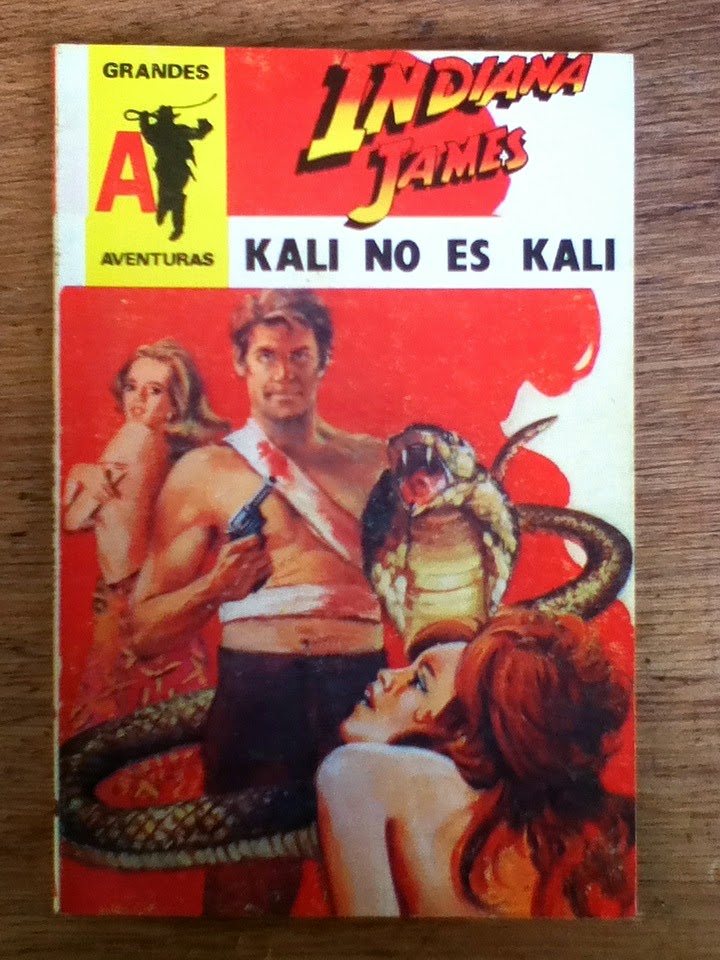 GRANDES
A
AVENTURAS
INDIANA
JAMES
KALI NO ES KALI